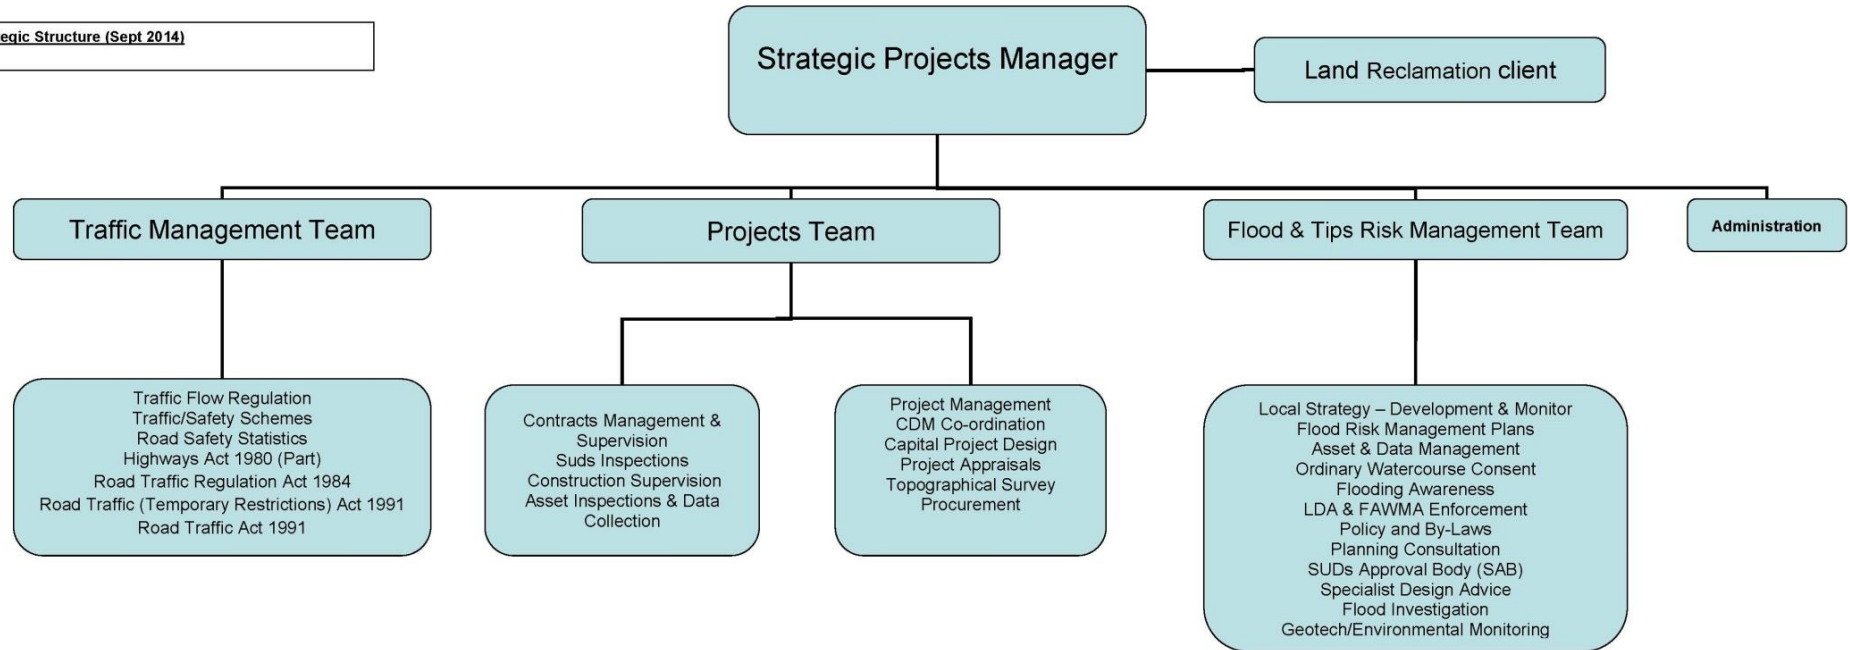 Structure (Sept 2014)
Strategic Projects Manager
Land Reclamation client
Traffic Management Team
Projects Team
Flood & Tips Risk Management Team
Administration
Traffic Flow Regulation
Traffic/Safety Schemes
Road Safety Statistics
Highways Act 1980 (Part)
Road Traffic Regulation Act 1984
Road Traffic (Temporary Restrictions) Act 1991
Road Traffic Act 1991
Contracts Management &
Supervision
Suds Inspections
Construction Supervision
Asset Inspections & Data
Collection
Project Management
CDM Co-ordination
Capital Project Design
Project Appraisals
Topographical Survey
Procurement
Local Strategy – Development & Monitor
Flood Risk Management Plans
Asset & Data Management
Ordinary Watercourse Consent
Flooding Awareness
LDA & FAWMA Enforcement
Policy and By-Laws
Planning Consultation
SUDs Approval Body (SAB)
Specialist Design Advice
Flood Investigation
Geotech/Environmental Monitoring